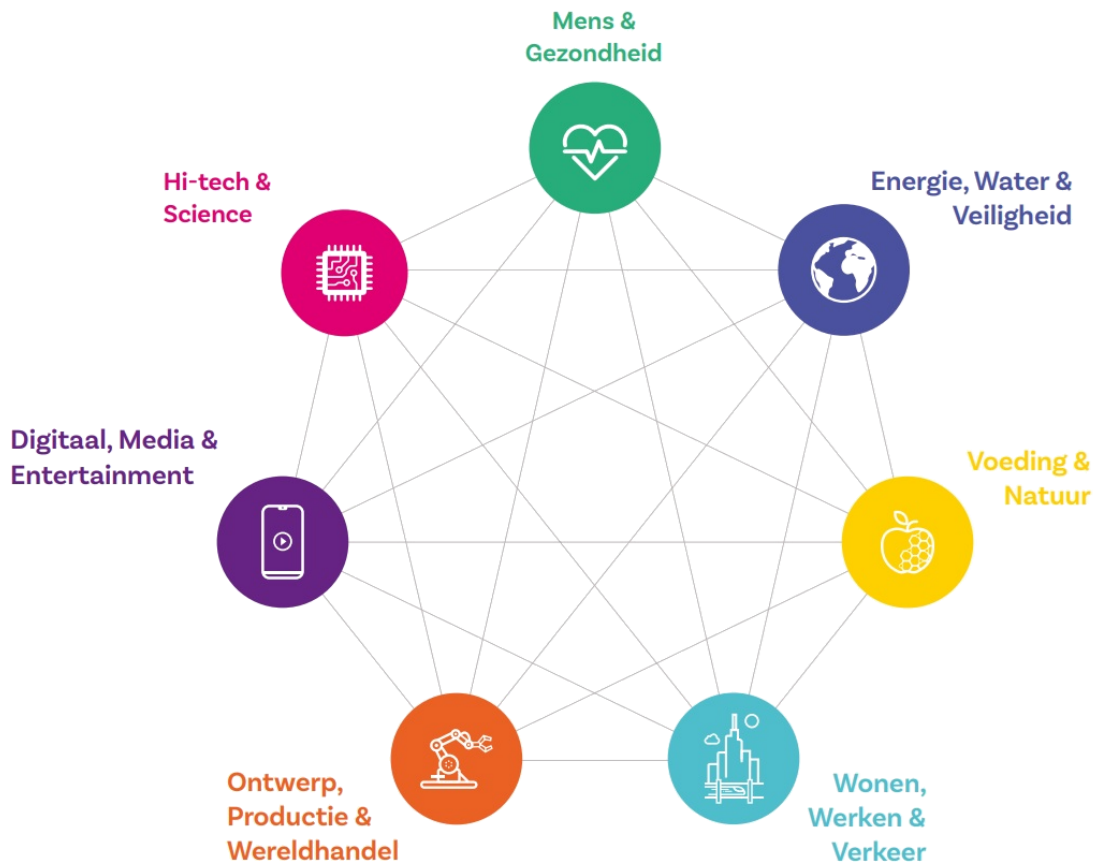 Mens &
Gezondheid
Hi-tech &
Science
Energie, Water &
Veiligheid
Digitaal, Media &
Entertainment
Voeding &
Natuur
Ontwerp,
Productie &
Wereldhandel
Wonen,
Werken &
Verkeer